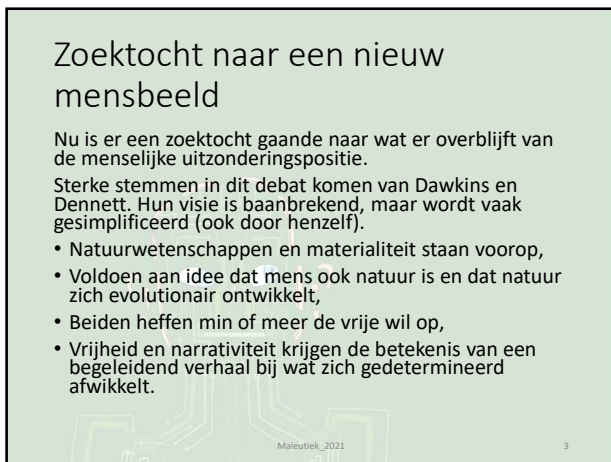 Zoektocht naar een nieuw
mensbeeld
Nu is er een zoektocht gaande naar wat er overblijft van
de menselijke uitzonderingspositie.
Sterke stemmen in dit debat komen van Dawkins en
Dennett. Hun visie is baanbrekend, maar wordt vaak
gesimplificeerd (ook door henzelf).
• Natuurwetenschappen en materialiteit staan voorop,
• Voldoen aan idee dat mens ook natuur is en dat natuur
zich evolutionair ontwikkelt,
• Beiden heffen min of meer de vrije wil op,
• Vrijheid en narrativiteit krijgen de betekenis van een
begeleidend verhaal bij wat zich gedetermineerd
afwikkelt.
Maieutiek_2021
3